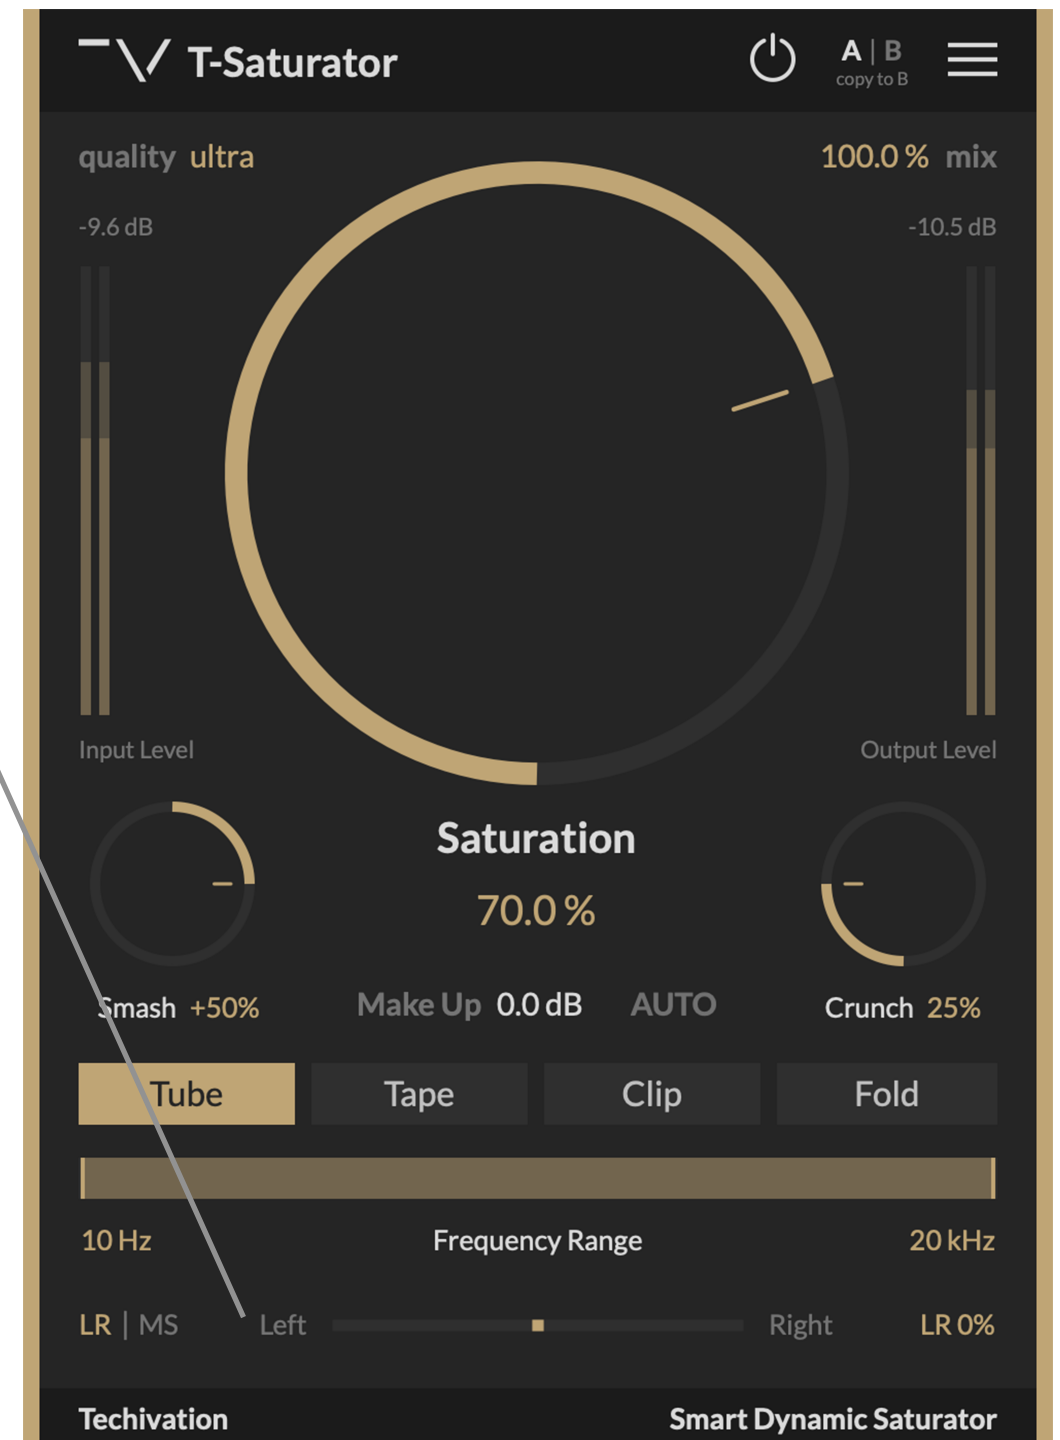 T-Saturator
A | B
copy to B
quality ultra
100.0 % mix
-9.6 dB
-10.5 dB
Input Level
Output Level
Saturation
70.0 %
Smash +50%
Make Up 0.0 dB AUTO
Crunch 25%
Tube Tape Clip Fold
10 Hz Frequency Range 20 kHz
LR | MS Left Right LR 0%
Techivation Smart Dynamic Saturator